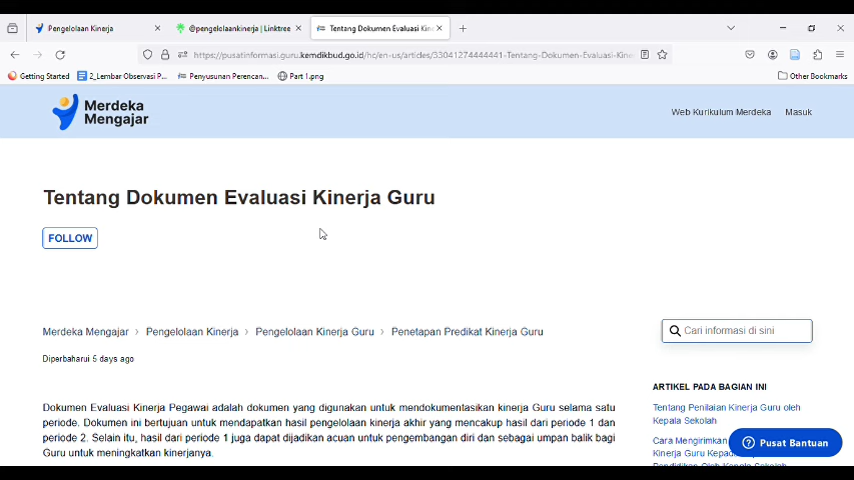 Pengelolaan Kinerja
@pengelolaankinerja | Linktree
Tentang Dokumen Evaluasi Kin
https://pusatinformasi.guru.kemdikbud.go.id/hc/en-us/articles/33041274444441-Tentang-Dokumen-Evaluasi-Kine
Getting Started
2_Lembar Observasi P...
Penyusunan Perencan...
Part 1.png
Other Bookmarks
Merdeka
Mengajar
Web Kurikulum Merdeka
Masuk
Tentang Dokumen Evaluasi Kinerja Guru
FOLLOW
Merdeka Mengajar › Pengelolaan Kinerja › Pengelolaan Kinerja Guru › Penetapan Predikat Kinerja Guru
Cari informasi di sini
Diperbaharui 5 days ago
Dokumen Evaluasi Kinerja Pegawai adalah dokumen yang digunakan untuk mendokumentasikan kinerja Guru selama satu
periode. Dokumen ini bertujuan untuk mendapatkan hasil pengelolaan kinerja akhir yang mencakup hasil dari periode 1 dan
periode 2. Selain itu, hasil dari periode 1 juga dapat dijadikan acuan untuk pengembangan diri dan sebagai umpan balik bagi
Guru untuk meningkatkan kinerjanya.
ARTIKEL PADA BAGIAN INI
Tentang Penilaian Kinerja Guru oleh
Kepala Sekolah
Cara Mengirimkan
Kinerja Guru Kepada
Pendidikan Oleh Kepala Sekolah
Pusat Bantuan